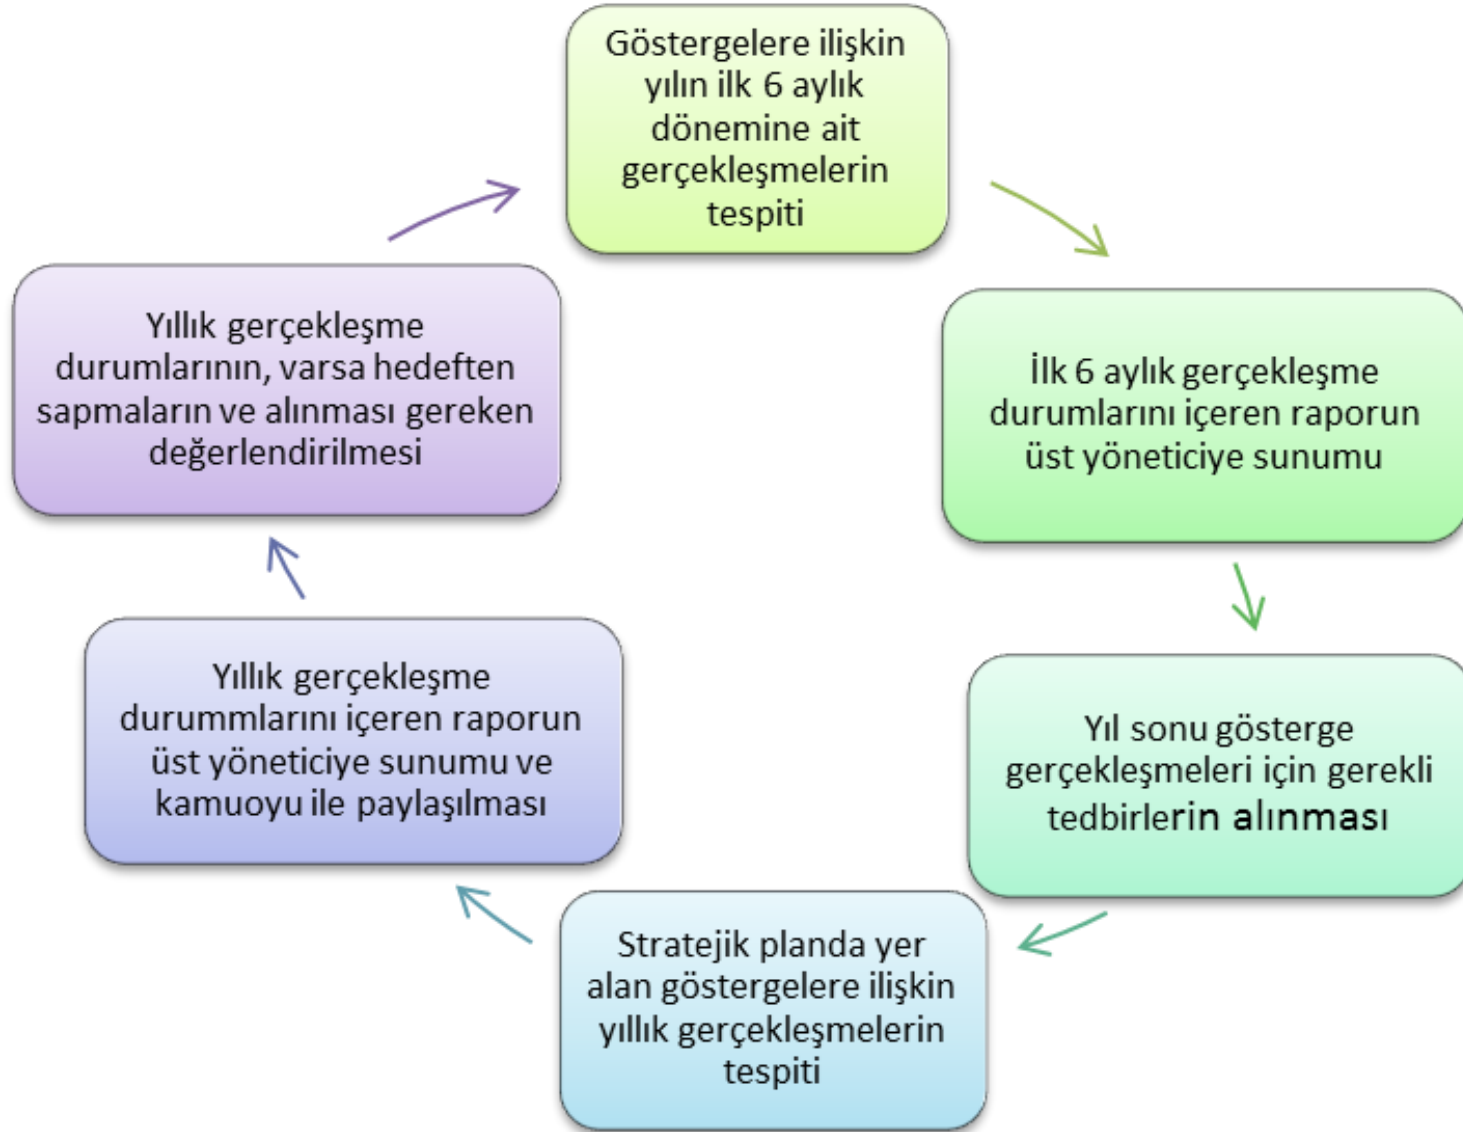 Göstergelere ilişkin
yılın ilk 6 aylık
dönemine ait
gerçekleşmelerin
tespiti
İlk 6 aylık gerçekleşme
durumlarını içeren raporun
üst yöneticiye sunumu
Yıl sonu gösterge
gerçekleşmeleri için gerekli
tedbirlerin alınması
Stratejik planda yer
alan göstergelere ilişkin
yıllık gerçekleşmelerin
tespiti
Yıllık gerçekleşme
durummlarını içeren raporun
üst yöneticiye sunumu ve
kamuoyu ile paylaşılması
Yıllık gerçekleşme
durumlarının, varsa hedeften
sapmaların ve alınması gereken
değerlendirilmesi